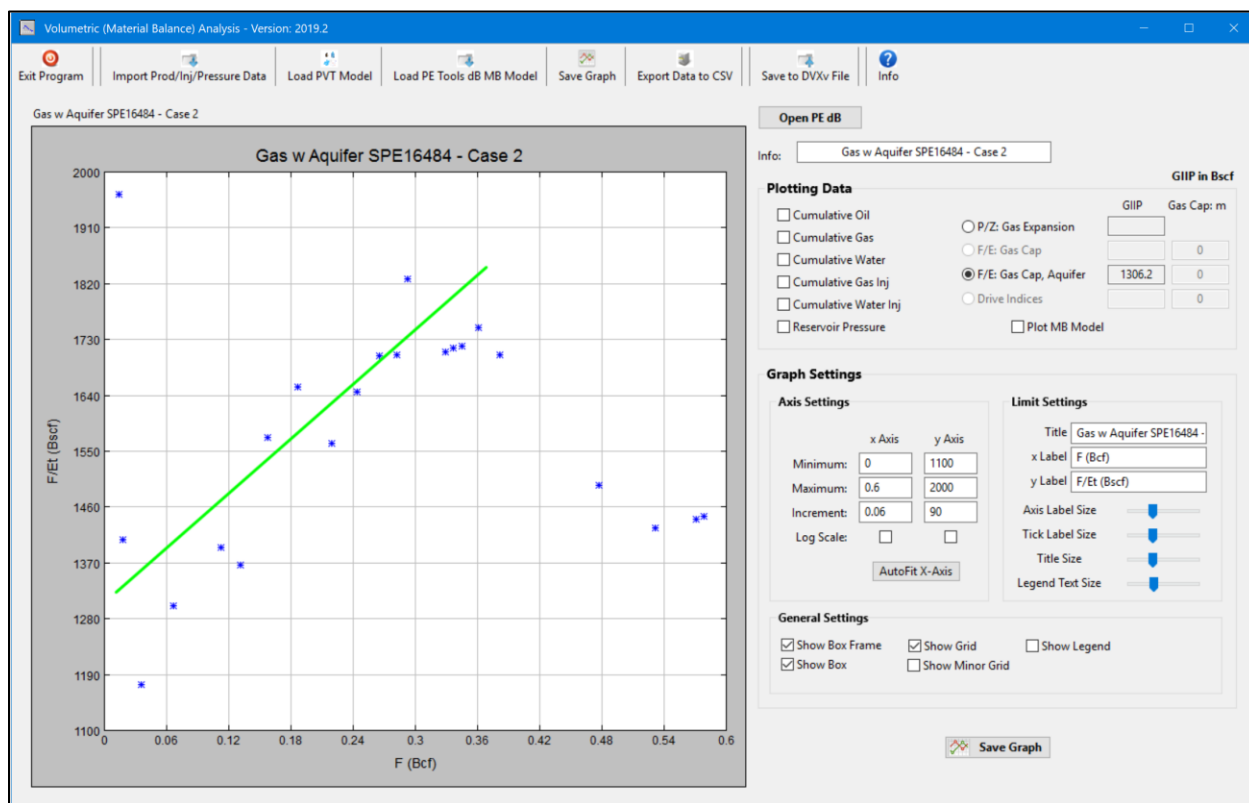 Volumetric (Material Balance) Analysis - Version: 2019.2
Exit Program Import Prod/Inj/Pressure Data Load PVT Model Load PE Tools dB MB Model Save Graph Export Data to CSV Save to DVXv File Info
Gas w Aquifer SPE16484 - Case 2
Gas w Aquifer SPE16484 - Case 2
2000
1910
1820
1730
1640
1550
1460
1370
1280
1190
1100
F/Et (Bscf)
0 0.06 0.12 0.18 0.24 0.30 0.36 0.42 0.48 0.54 0.6
F (Bcf)
Open PE dB
Info: Gas w Aquifer SPE16484 - Case 2
GIIP in Bscf
Plotting Data
GIIP Gas Cap: m
Cumulative Oil
Cumulative Gas
Cumulative Water
Cumulative Gas Inj
Cumulative Water Inj
Reservoir Pressure
P/Z: Gas Expansion
F/E: Gas Cap 0
F/E: Gas Cap, Aquifer 1306.2 0
Drive Indices 0
Plot MB Model
Graph Settings
Axis Settings
x Axis y Axis
Minimum: 0 1100
Maximum: 0.6 2000
Increment: 0.06 90
Log Scale:
AutoFit X-Axis
Limit Settings
Title Gas w Aquifer SPE16484 -
x Label F (Bcf)
y Label F/Et (Bscf)
Axis Label Size
Tick Label Size
Title Size
Legend Text Size
General Settings
Show Box Frame Show Grid Show Legend
Show Box Show Minor Grid
Save Graph